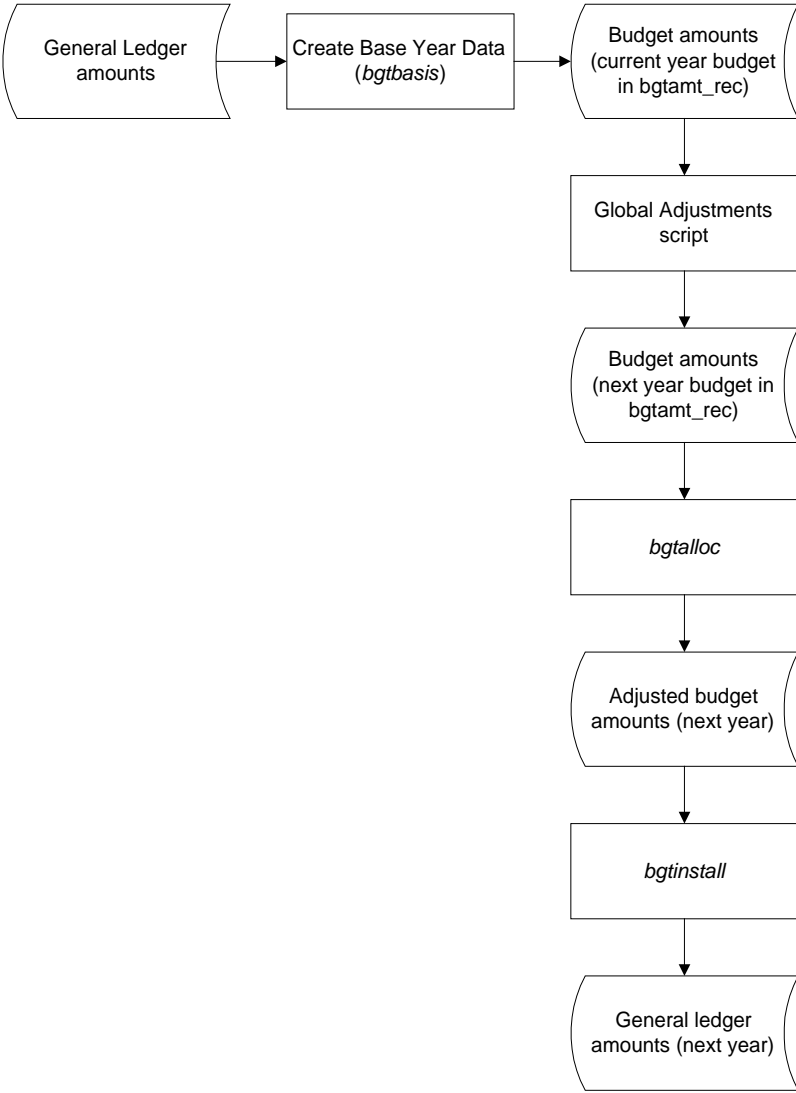 General Ledger
amounts
Create Base Year Data
(bgtbasis)
Budget amounts
(current year budget
in bgtamt_rec)
Global Adjustments
script
Budget amounts
(next year budget in
bgtamt_rec)
bgtalloc
Adjusted budget
amounts (next year)
bgtinstall
General ledger
amounts (next year)